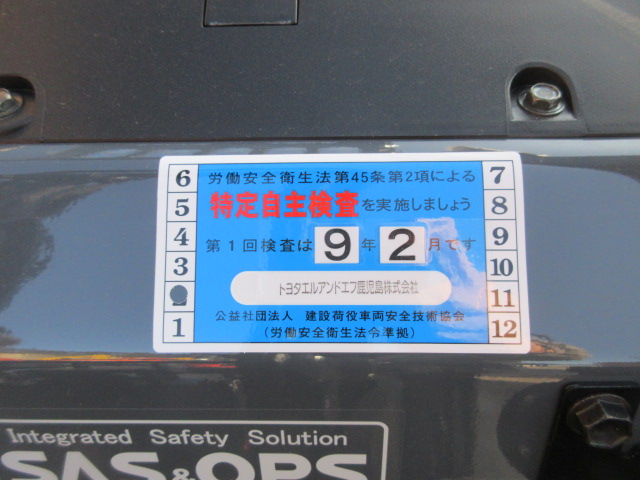 労働安全衛生法第45条第2項による
特定自主検査を実施しましょう
第1回検査は9年2月です
トヨタエルアンドエフ鹿児島株式会社
公益社団法人 建設荷役車両安全技術協会
(労働安全衛生法令準拠)
6
5
4
3
1
7
8
9
10
11
12
Integrated Safety Solution
SAS&OPS